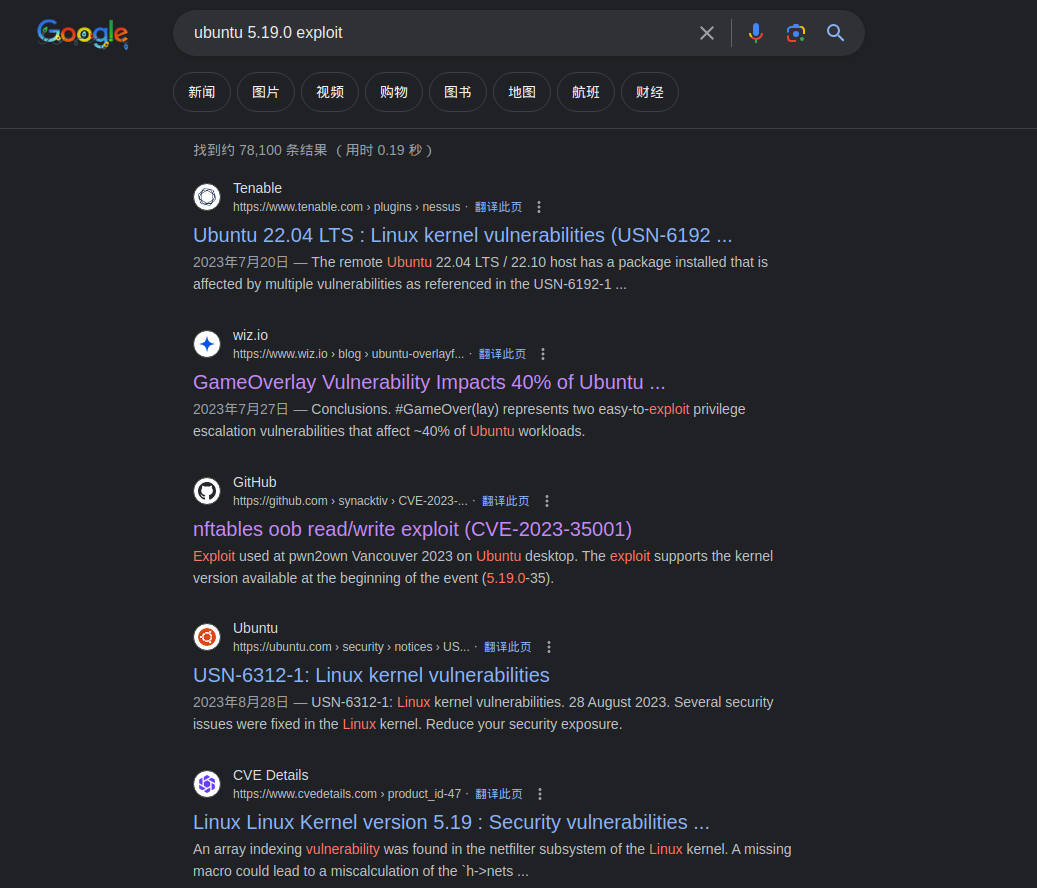 Google
ubuntu 5.19.0 exploit
新闻 图片 视频 购物 图书 地图 航班 财经
找到约 78,100 条结果 （用时 0.19 秒）
Tenable
https://www.tenable.com › plugins › nessus · 翻译此页
Ubuntu 22.04 LTS : Linux kernel vulnerabilities (USN-6192 ...
2023年7月20日 — The remote Ubuntu 22.04 LTS / 22.10 host has a package installed that is
affected by multiple vulnerabilities as referenced in the USN-6192-1 ...
wiz.io
https://www.wiz.io › blog › ubuntu-overlayf... · 翻译此页
GameOverlay Vulnerability Impacts 40% of Ubuntu ...
2023年7月27日 — Conclusions. #GameOver(lay) represents two easy-to-exploit privilege
escalation vulnerabilities that affect ~40% of Ubuntu workloads.
GitHub
https://github.com › synacktiv › CVE-2023-... · 翻译此页
nftables oob read/write exploit (CVE-2023-35001)
Exploit used at pwn2own Vancouver 2023 on Ubuntu desktop. The exploit supports the kernel
version available at the beginning of the event (5.19.0-35).
Ubuntu
https://ubuntu.com › security › notices › US... · 翻译此页
USN-6312-1: Linux kernel vulnerabilities
2023年8月28日 — USN-6312-1: Linux kernel vulnerabilities. 28 August 2023. Several security
issues were fixed in the Linux kernel. Reduce your security exposure.
CVE Details
https://www.cvedetails.com › product_id-47 · 翻译此页
Linux Linux Kernel version 5.19 : Security vulnerabilities ...
An array indexing vulnerability was found in the netfilter subsystem of the Linux kernel. A missing
macro could lead to a miscalculation of the `h->nets ...